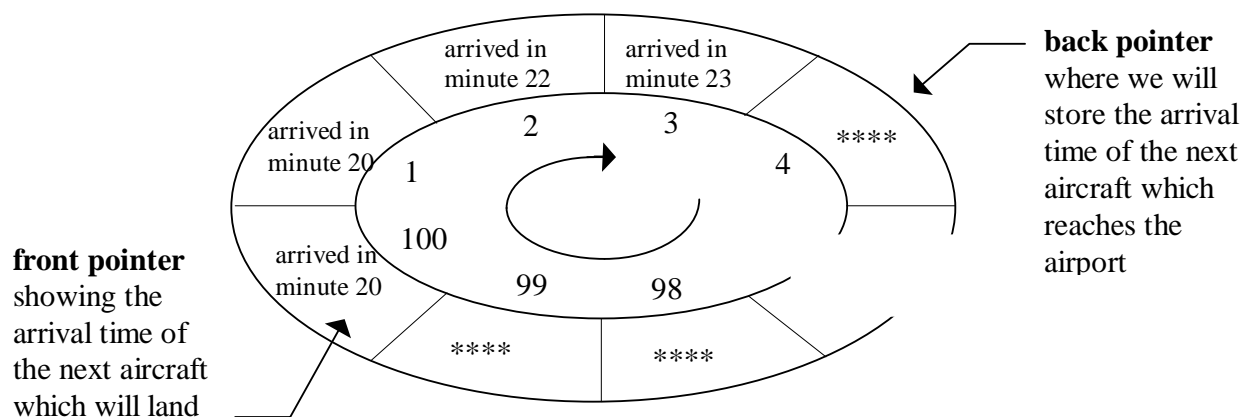 arrived in
minute 22
arrived in
minute 23
back pointer
where we will
store the arrival
time of the next
aircraft which
reaches the
airport
arrived in
minute 20
****
1
2
3
4
front pointer
showing the
arrival time of
the next aircraft
which will land
arrived in
minute 20
100
99
98
****
****